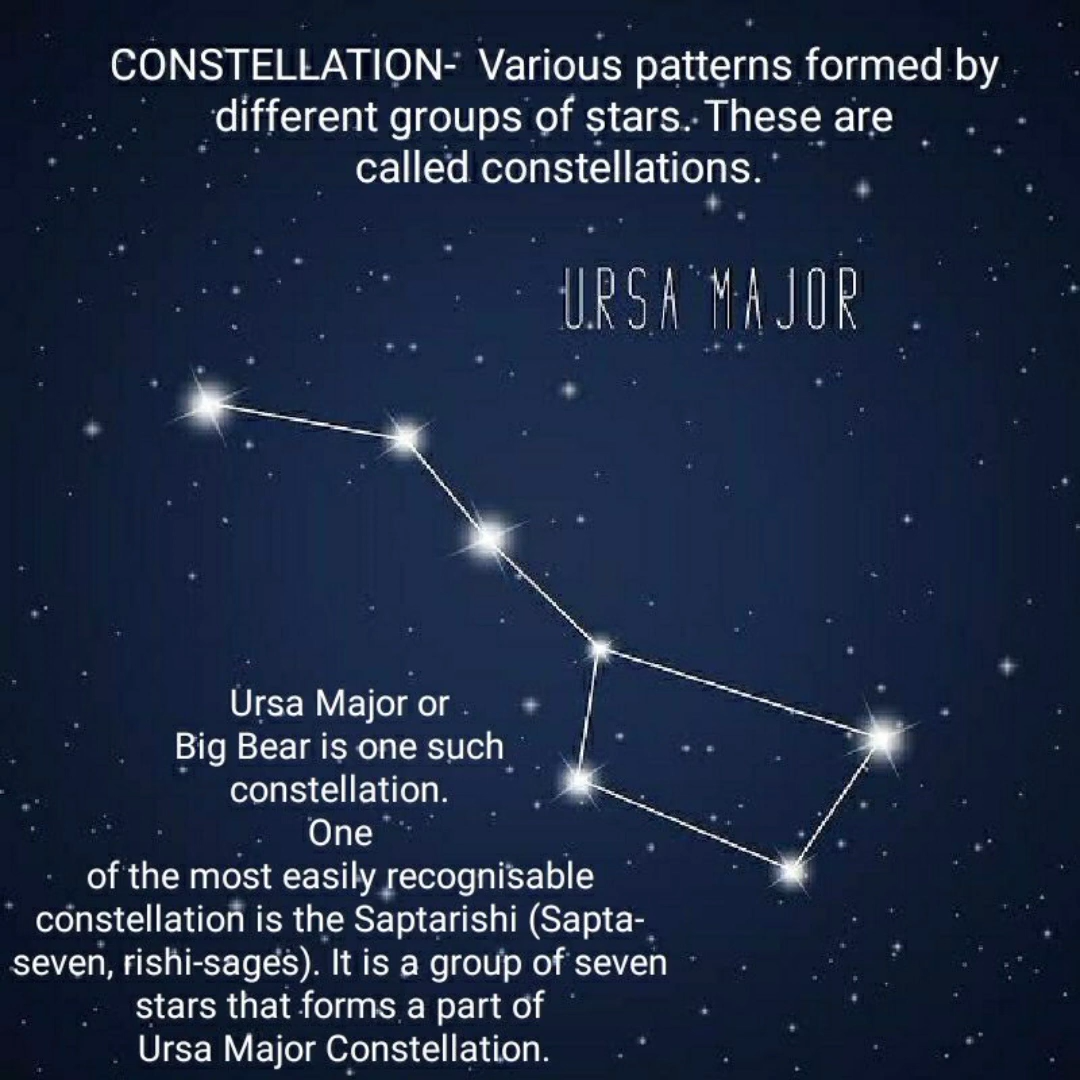 CONSTELLATION- Various patterns formed by
different groups of stars. These are
called constellations.
URSA MAJOR
Ursa Major or
Big Bear is one such
constellation.
One
of the most easily recognisable
constellation is the Saptarishi (Sapta-
seven, rishi-sages). It is a group of seven
stars that forms a part of
Ursa Major Constellation.